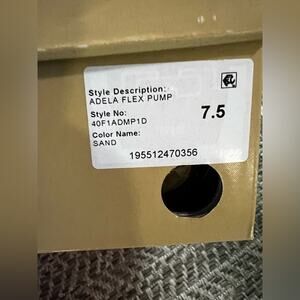 Style Description:
ADELA FLEX PUMP
Style No:
40F1ADMP1D
7.5
Color Name:
SAND
195512470356